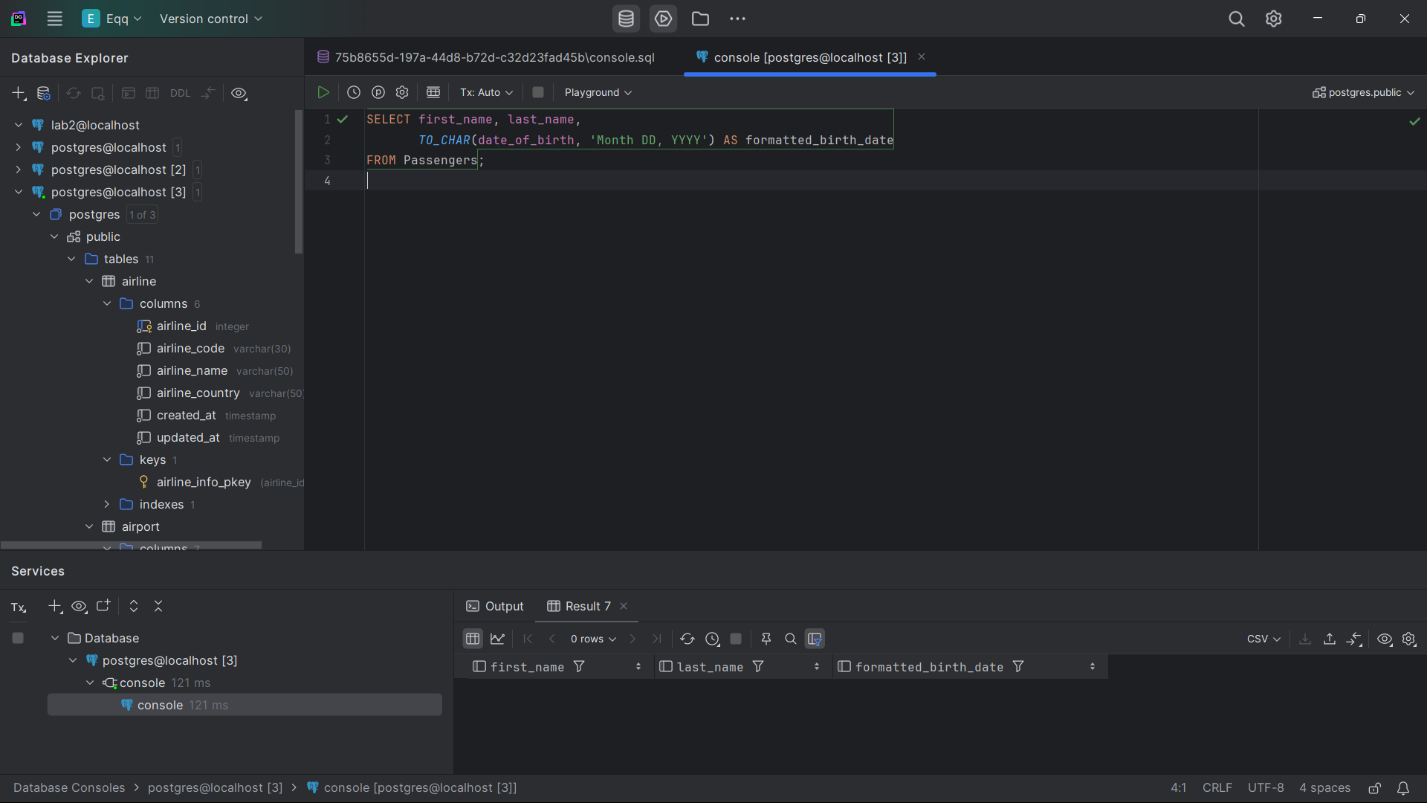 E Eqq Version control
Database Explorer
75b8655d-197a-44d8-b72d-c32d23fad45b\console.sql
console [postgres@localhost [3]]
DDL
Tx: Auto
Playground
postgres.public
lab2@localhost
postgres@localhost 1
postgres@localhost [2] 1
postgres@localhost [3] 1
postgres 1 of 3
public
tables 11
airline
columns 6
airline_id integer
airline_code varchar(30)
airline_name varchar(50)
airline_country varchar(50
created_at timestamp
updated_at timestamp
keys 1
airline_info_pkey (airline_id
indexes 1
airport
columns 7
1 SELECT first_name, last_name,
2 TO_CHAR(date_of_birth, 'Month DD, YYYY') AS formatted_birth_date
3 FROM Passengers;
4
Services
Tx
Database
postgres@localhost [3]
console 121 ms
console 121 ms
Output
Result 7
0 rows
CSV
first_name
last_name
formatted_birth_date
Database Consoles > postgres@localhost [3] > console [postgres@localhost [3]]
4:1 CRLF UTF-8 4 spaces